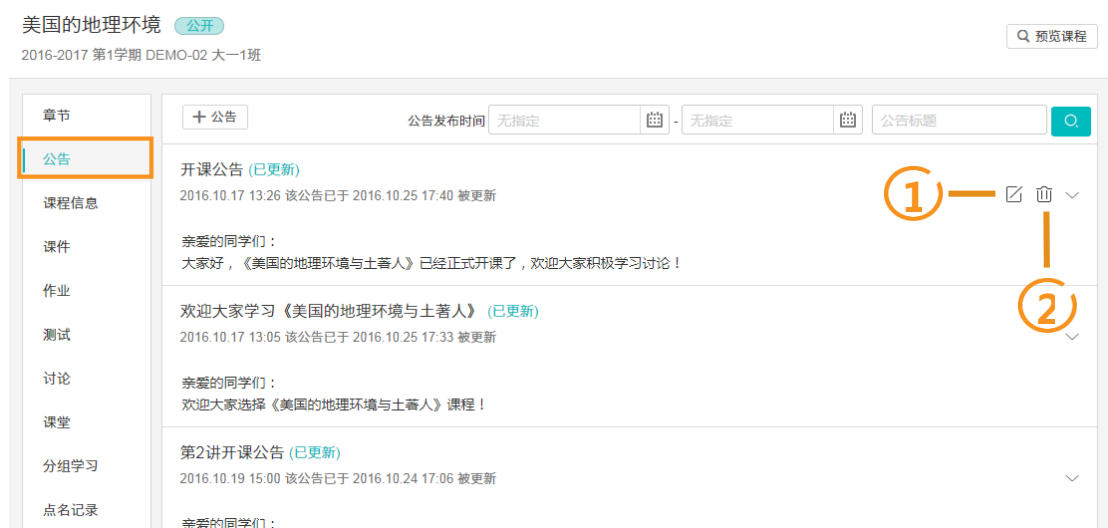 美国的地理环境 公开
2016-2017 第1学期 DEMO-02 大一1班
预览课程
章节
公告
课程信息
课件
作业
测试
讨论
课堂
分组学习
点名记录
+ 公告 公告发布时间 无指定 - 无指定 公告标题
开课公告 (已更新)
2016.10.17 13:26 该公告已于 2016.10.25 17:40 被更新
1
2
亲爱的同学们：
大家好，《美国的地理环境与土著人》已经正式开课了，欢迎大家积极学习讨论！
欢迎大家学习《美国的地理环境与土著人》 (已更新)
2016.10.17 13:05 该公告已于 2016.10.25 17:33 被更新
亲爱的同学们：
欢迎大家选择《美国的地理环境与土著人》课程！
第2讲开课公告 (已更新)
2016.10.19 15:00 该公告已于 2016.10.24 17:06 被更新
亲爱的同学们：